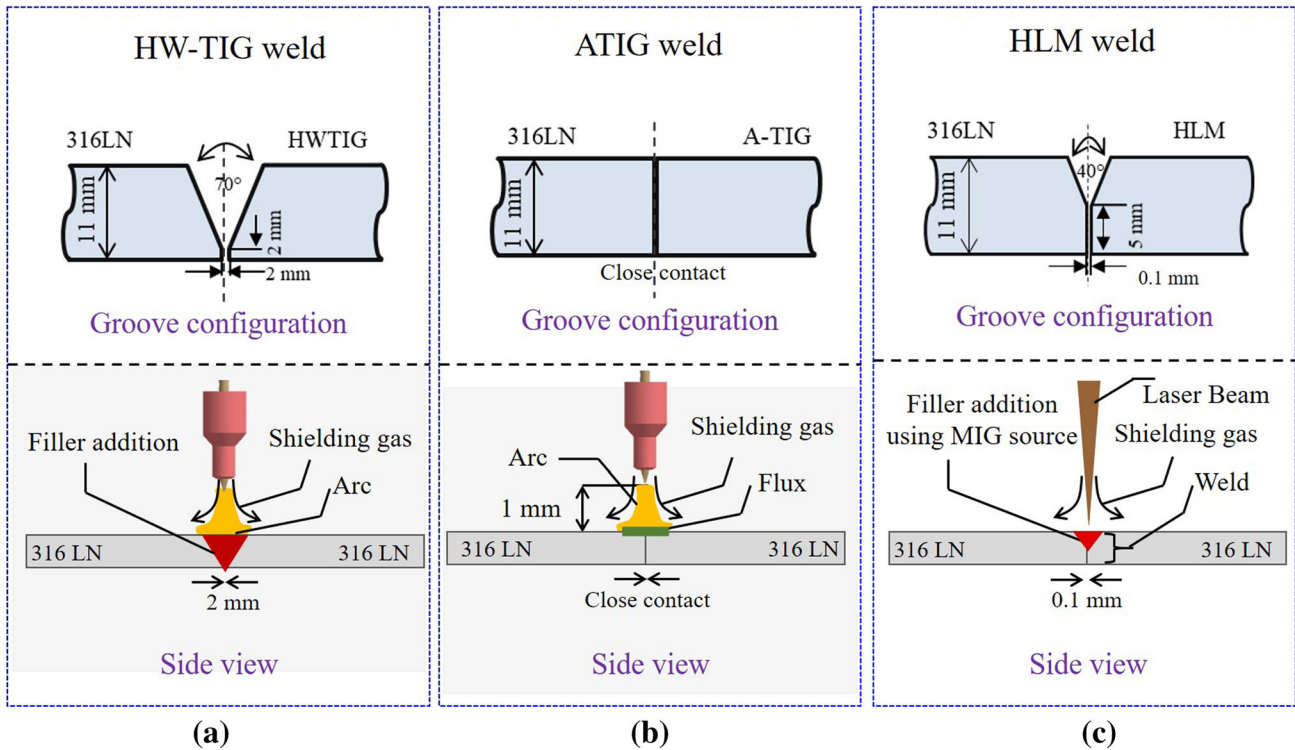 HW-TIG weld
316LN
HWTIG
70°
11 mm
2 mm
2 mm
Groove configuration
Filler addition
Shielding gas
Arc
316 LN
316 LN
2 mm
Side view
(a)
ATIG weld
316LN
A-TIG
11 mm
Close contact
Groove configuration
Arc
Shielding gas
Flux
1 mm
316 LN
316 LN
Close contact
Side view
(b)
HLM weld
316LN
HLM
40°
11 mm
5 mm
0.1 mm
Groove configuration
Filler addition
using MIG source
Laser Beam
Shielding gas
Weld
316 LN
316 LN
0.1 mm
Side view
(c)